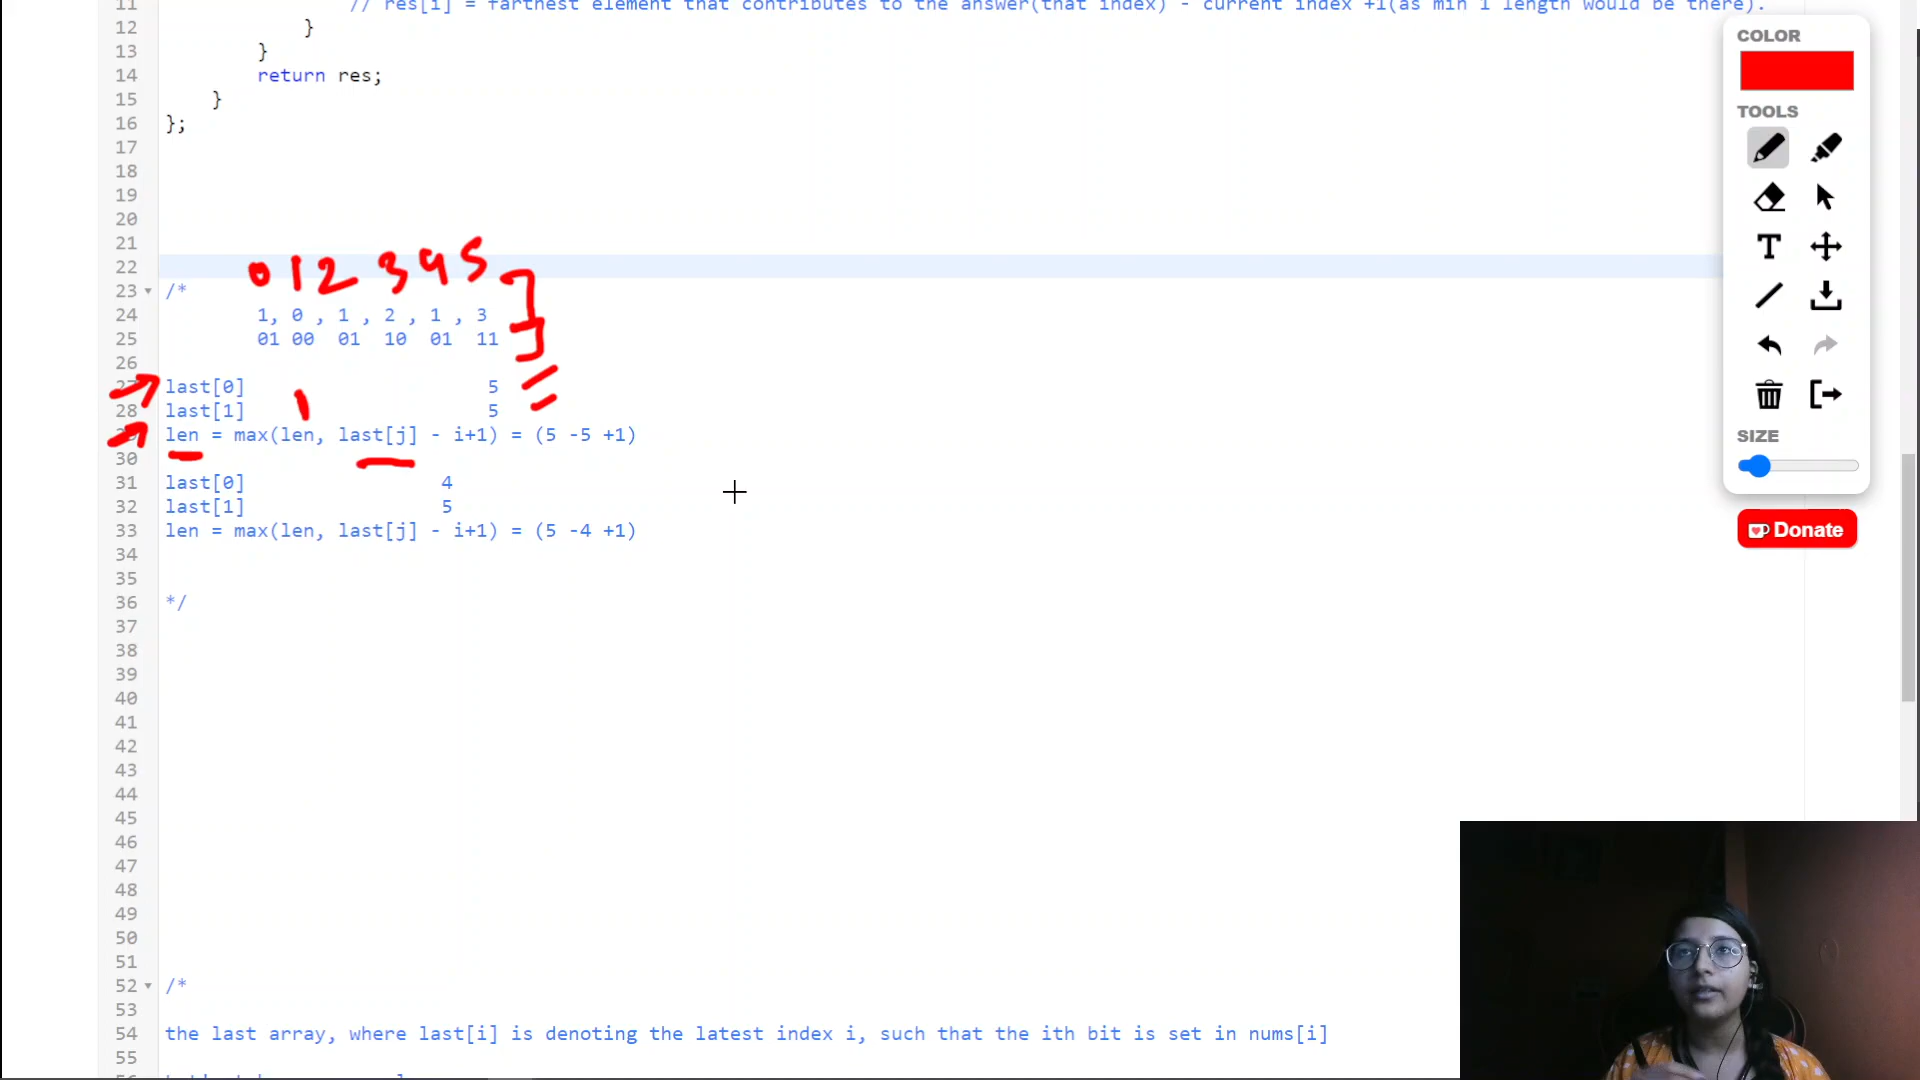 11 // res[i] = farthest element that contributes to the answer(that index) - current index +1(as min 1 length would be there).
12 }
13 }
14 return res;
15 }
16 };
17
18
19
20
21
0 1 2 3 4 5
22
23 /*
24 1, 0 , 1 , 2 , 1 , 3
25 01 00 01 10 01 11
26
27 last[0] 5
1
28 last[1] 5
29 len = max(len, last[j] - i+1) = (5 -5 +1)
30
31 last[0] 4
32 last[1] 5
33 len = max(len, last[j] - i+1) = (5 -4 +1)
34
35
36 */
37
38
39
40
41
42
43
44
45
46
47
48
49
50
51
52 /*
53
54 the last array, where last[i] is denoting the latest index i, such that the ith bit is set in nums[i]
55
COLOR
TOOLS
T
SIZE
Donate